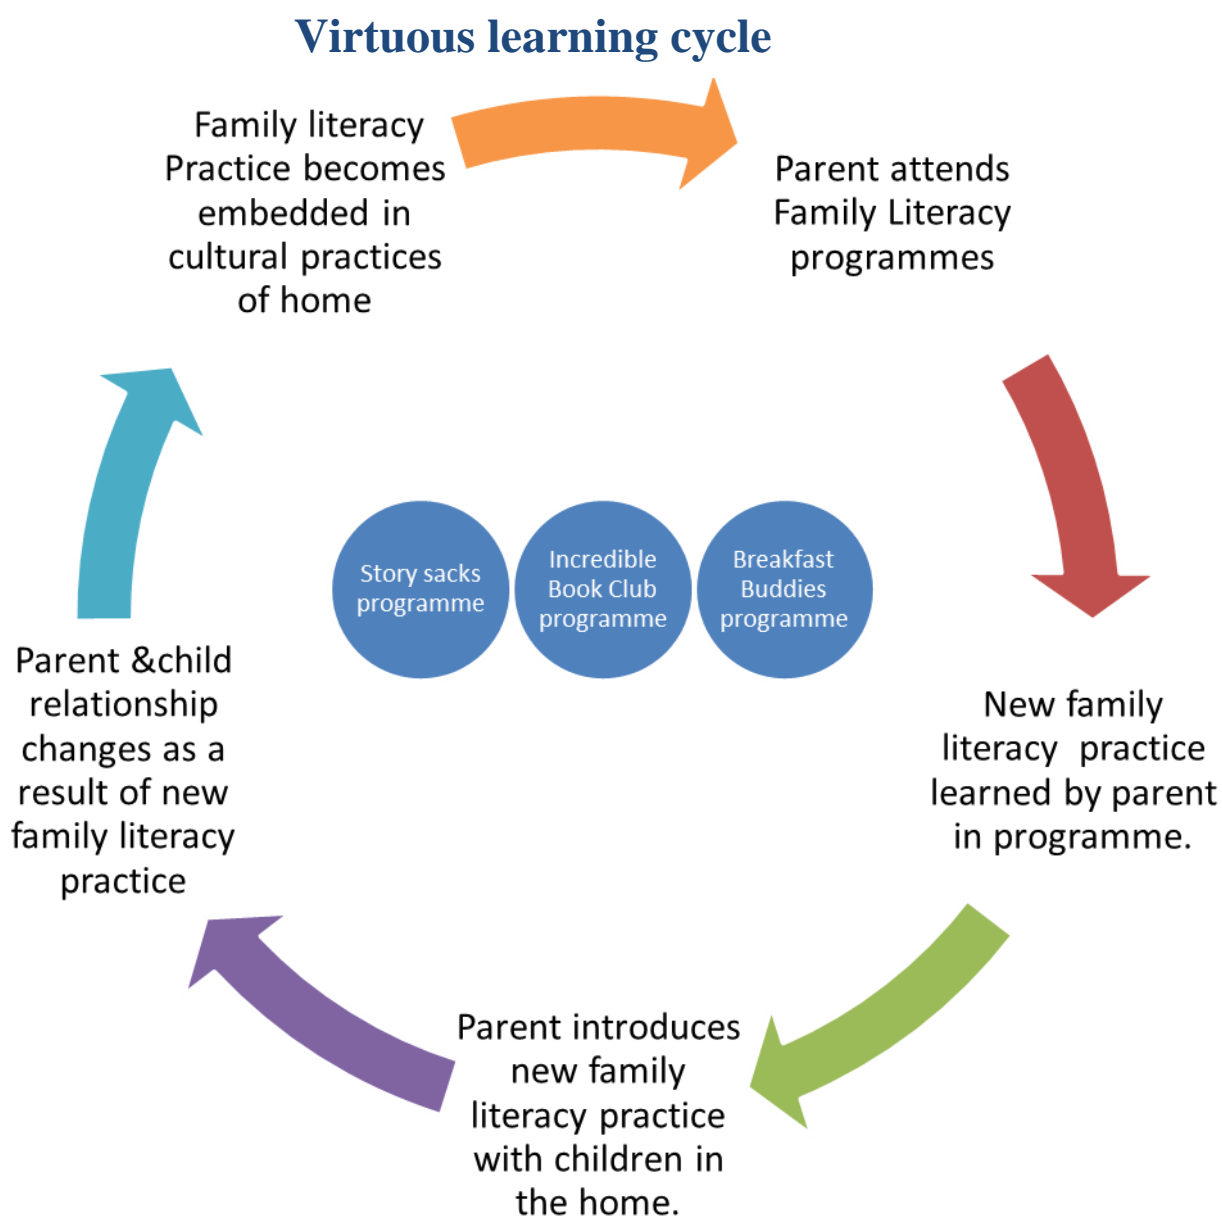 Virtuous learning cycle
Family literacy
Practice becomes
embedded in
cultural practices
of home
Parent attends
Family Literacy
programmes
New family
literacy  practice
learned by parent
in programme.
Parent introduces
new family
literacy practice
with children in
the home.
Parent &child
relationship
changes as a
result of new
family literacy
practice
Story sacks
programme
Incredible
Book Club
programme
Breakfast
Buddies
programme